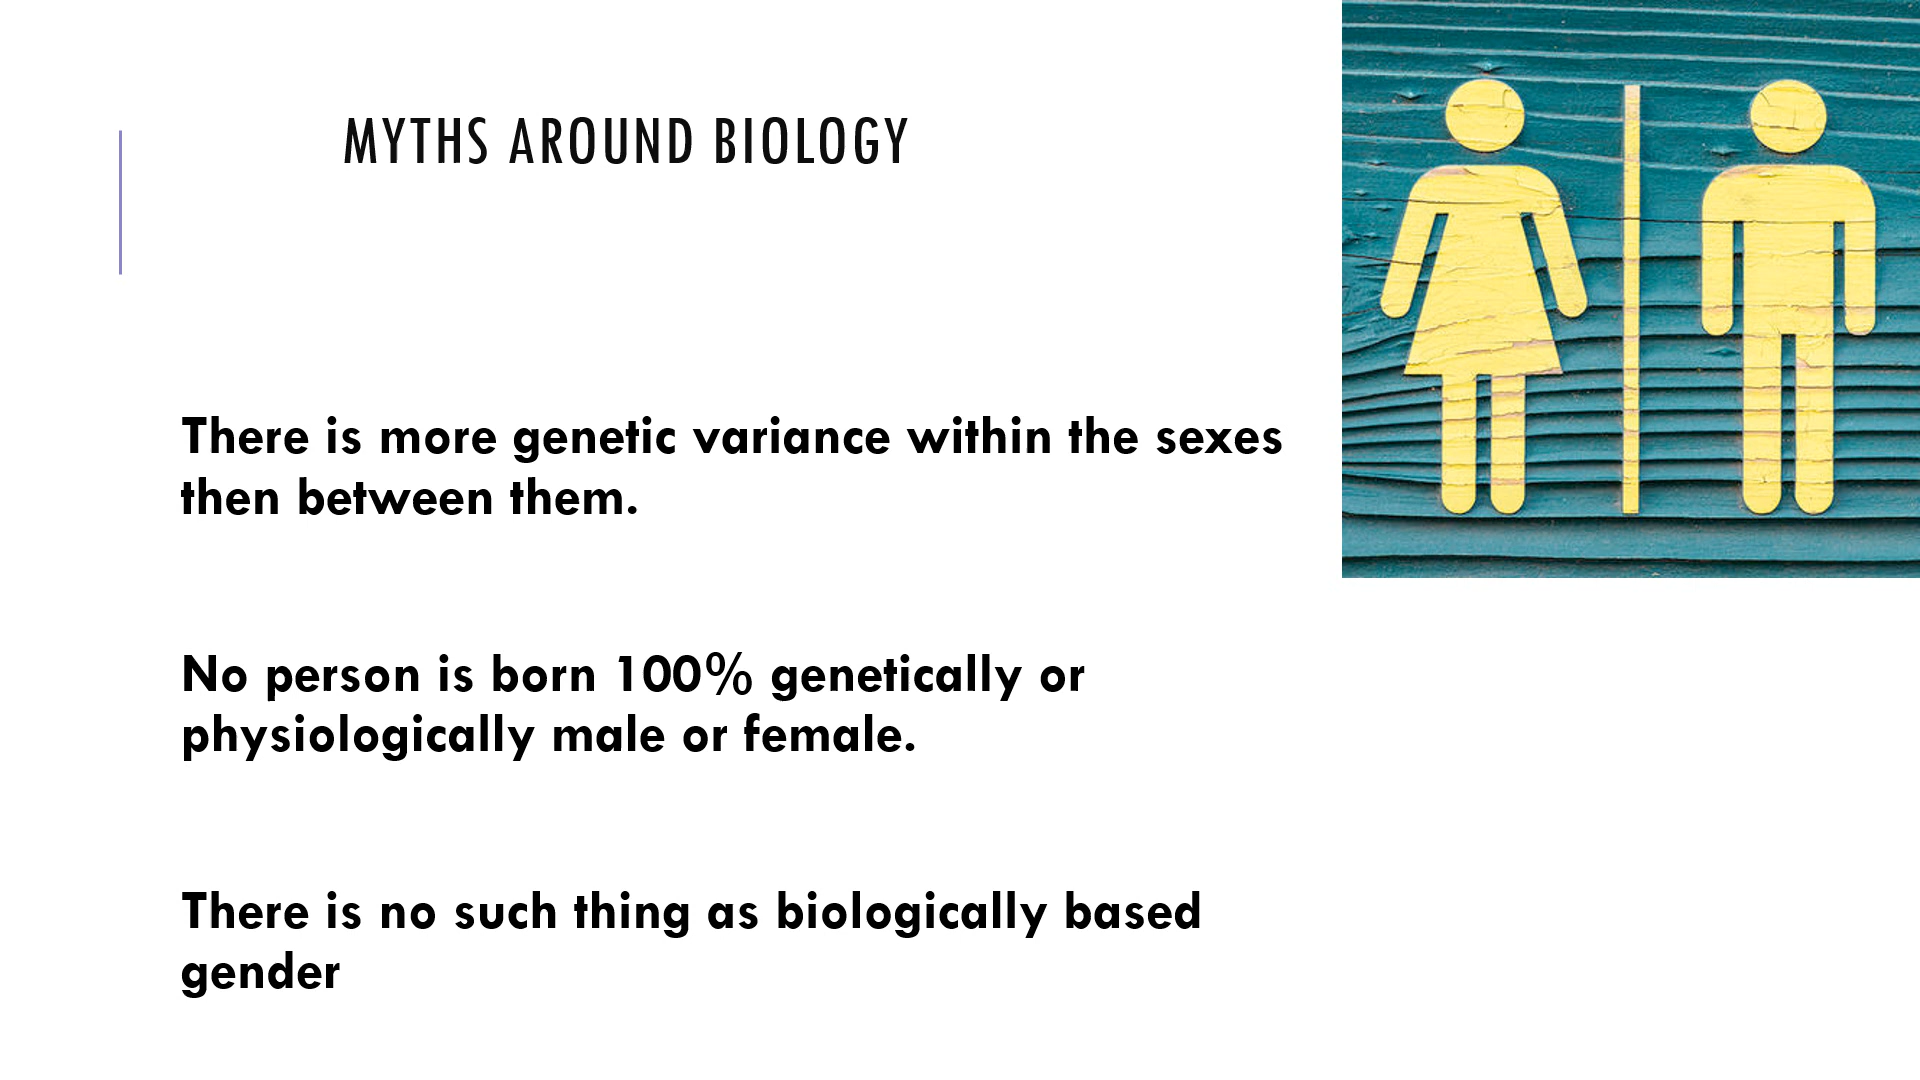 MYTHS AROUND BIOLOGY
There is more genetic variance within the sexes
then between them.
No person is born 100% genetically or
physiologically male or female.
There is no such thing as biologically based
gender